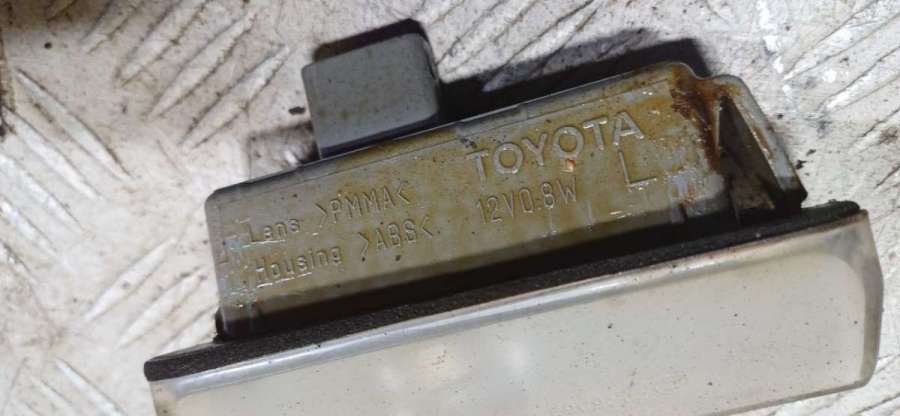 TOYOTA
Lens >PMMA< 12V0.8W L
Housing >ABS<